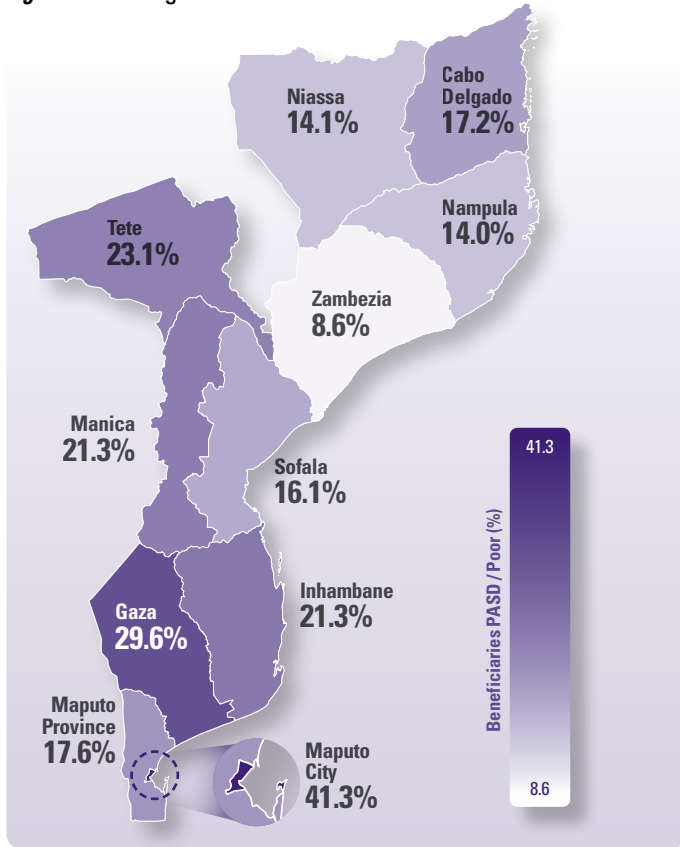 Cabo
Delgado
17.2%
Niassa
14.1%
Nampula
14.0%
Tete
23.1%
Zambezia
8.6%
Manica
21.3%
Sofala
16.1%
Inhambane
21.3%
Gaza
29.6%
Maputo
Province
17.6%
Maputo
City
41.3%
41.3
Beneficiaries PASD / Poor (%)
8.6